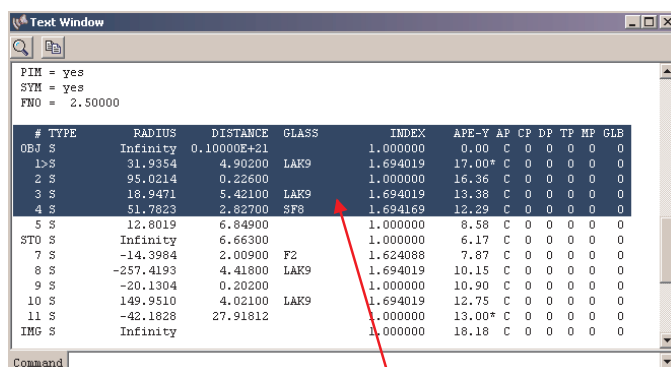 Text Window
PIM = yes
SYM = yes
FNO = 2.50000
# TYPE RADIUS DISTANCE GLASS INDEX APE-Y AP CP DP TP MP GLB
OBJ S Infinity 0.10000E+21 1.000000 0.00 C 0 0 0 0 0
1>S 31.9354 4.90200 LAK9 1.694019 17.00* C 0 0 0 0 0
2 S 95.0214 0.22600 1.000000 16.36 C 0 0 0 0 0
3 S 18.9471 5.42100 LAK9 1.694019 13.38 C 0 0 0 0 0
4 S 51.7823 2.82700 SF8 1.694169 12.29 C 0 0 0 0 0
5 S 12.8019 6.84900 1.000000 8.58 C 0 0 0 0 0
STO S Infinity 6.66300 1.000000 6.17 C 0 0 0 0 0
7 S -14.3984 2.00900 F2 1.624088 7.87 C 0 0 0 0 0
8 S -257.4193 4.41800 LAK9 1.694019 10.15 C 0 0 0 0 0
9 S -20.1304 0.20200 1.000000 10.90 C 0 0 0 0 0
10 S 149.9510 4.02100 LAK9 1.694019 12.75 C 0 0 0 0 0
11 S -42.1828 27.91812 1.000000 13.00* C 0 0 0 0 0
IMG S Infinity 1.000000 18.18 C 0 0 0 0 0
Command